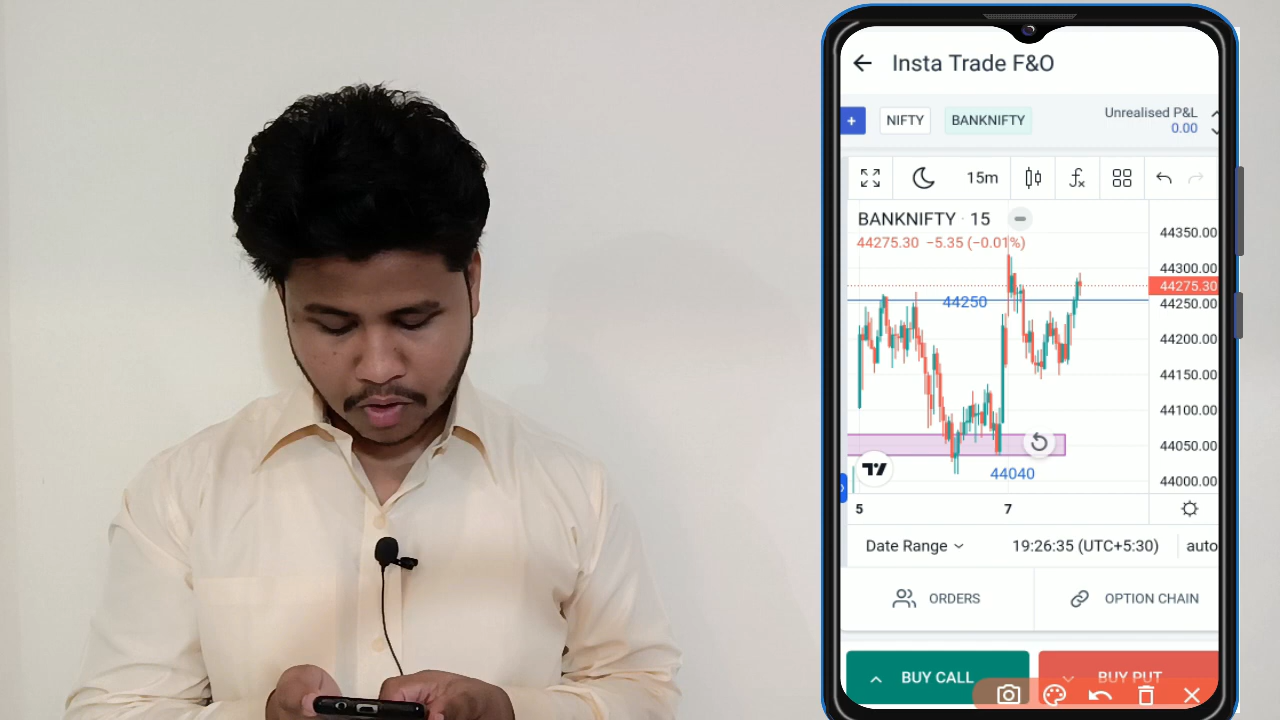 Insta Trade F&O
+ NIFTY BANKNIFTY Unrealised P&L
0.00
15m
BANKNIFTY · 15
44275.30 −5.35 (−0.01%)
44350.00
44300.00
44275.30
44250
44250.00
44200.00
44150.00
44100.00
44050.00
44040
44000.00
5 7
Date Range 19:26:35 (UTC+5:30) auto
ORDERS OPTION CHAIN
BUY CALL BUY PUT